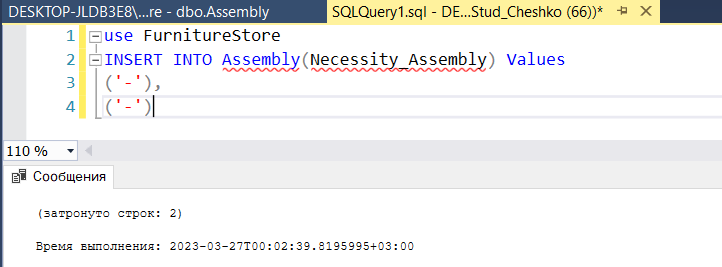 DESKTOP-JLDB3E8\...re - dbo.Assembly SQLQuery1.sql - DE...Stud_Cheshko (66))*
1 use FurnitureStore
2 INSERT INTO Assembly(Necessity_Assembly) Values
3 ('-'),
4 ('-')
110 %
Сообщения
(затронуто строк: 2)
Время выполнения: 2023-03-27T00:02:39.8195995+03:00